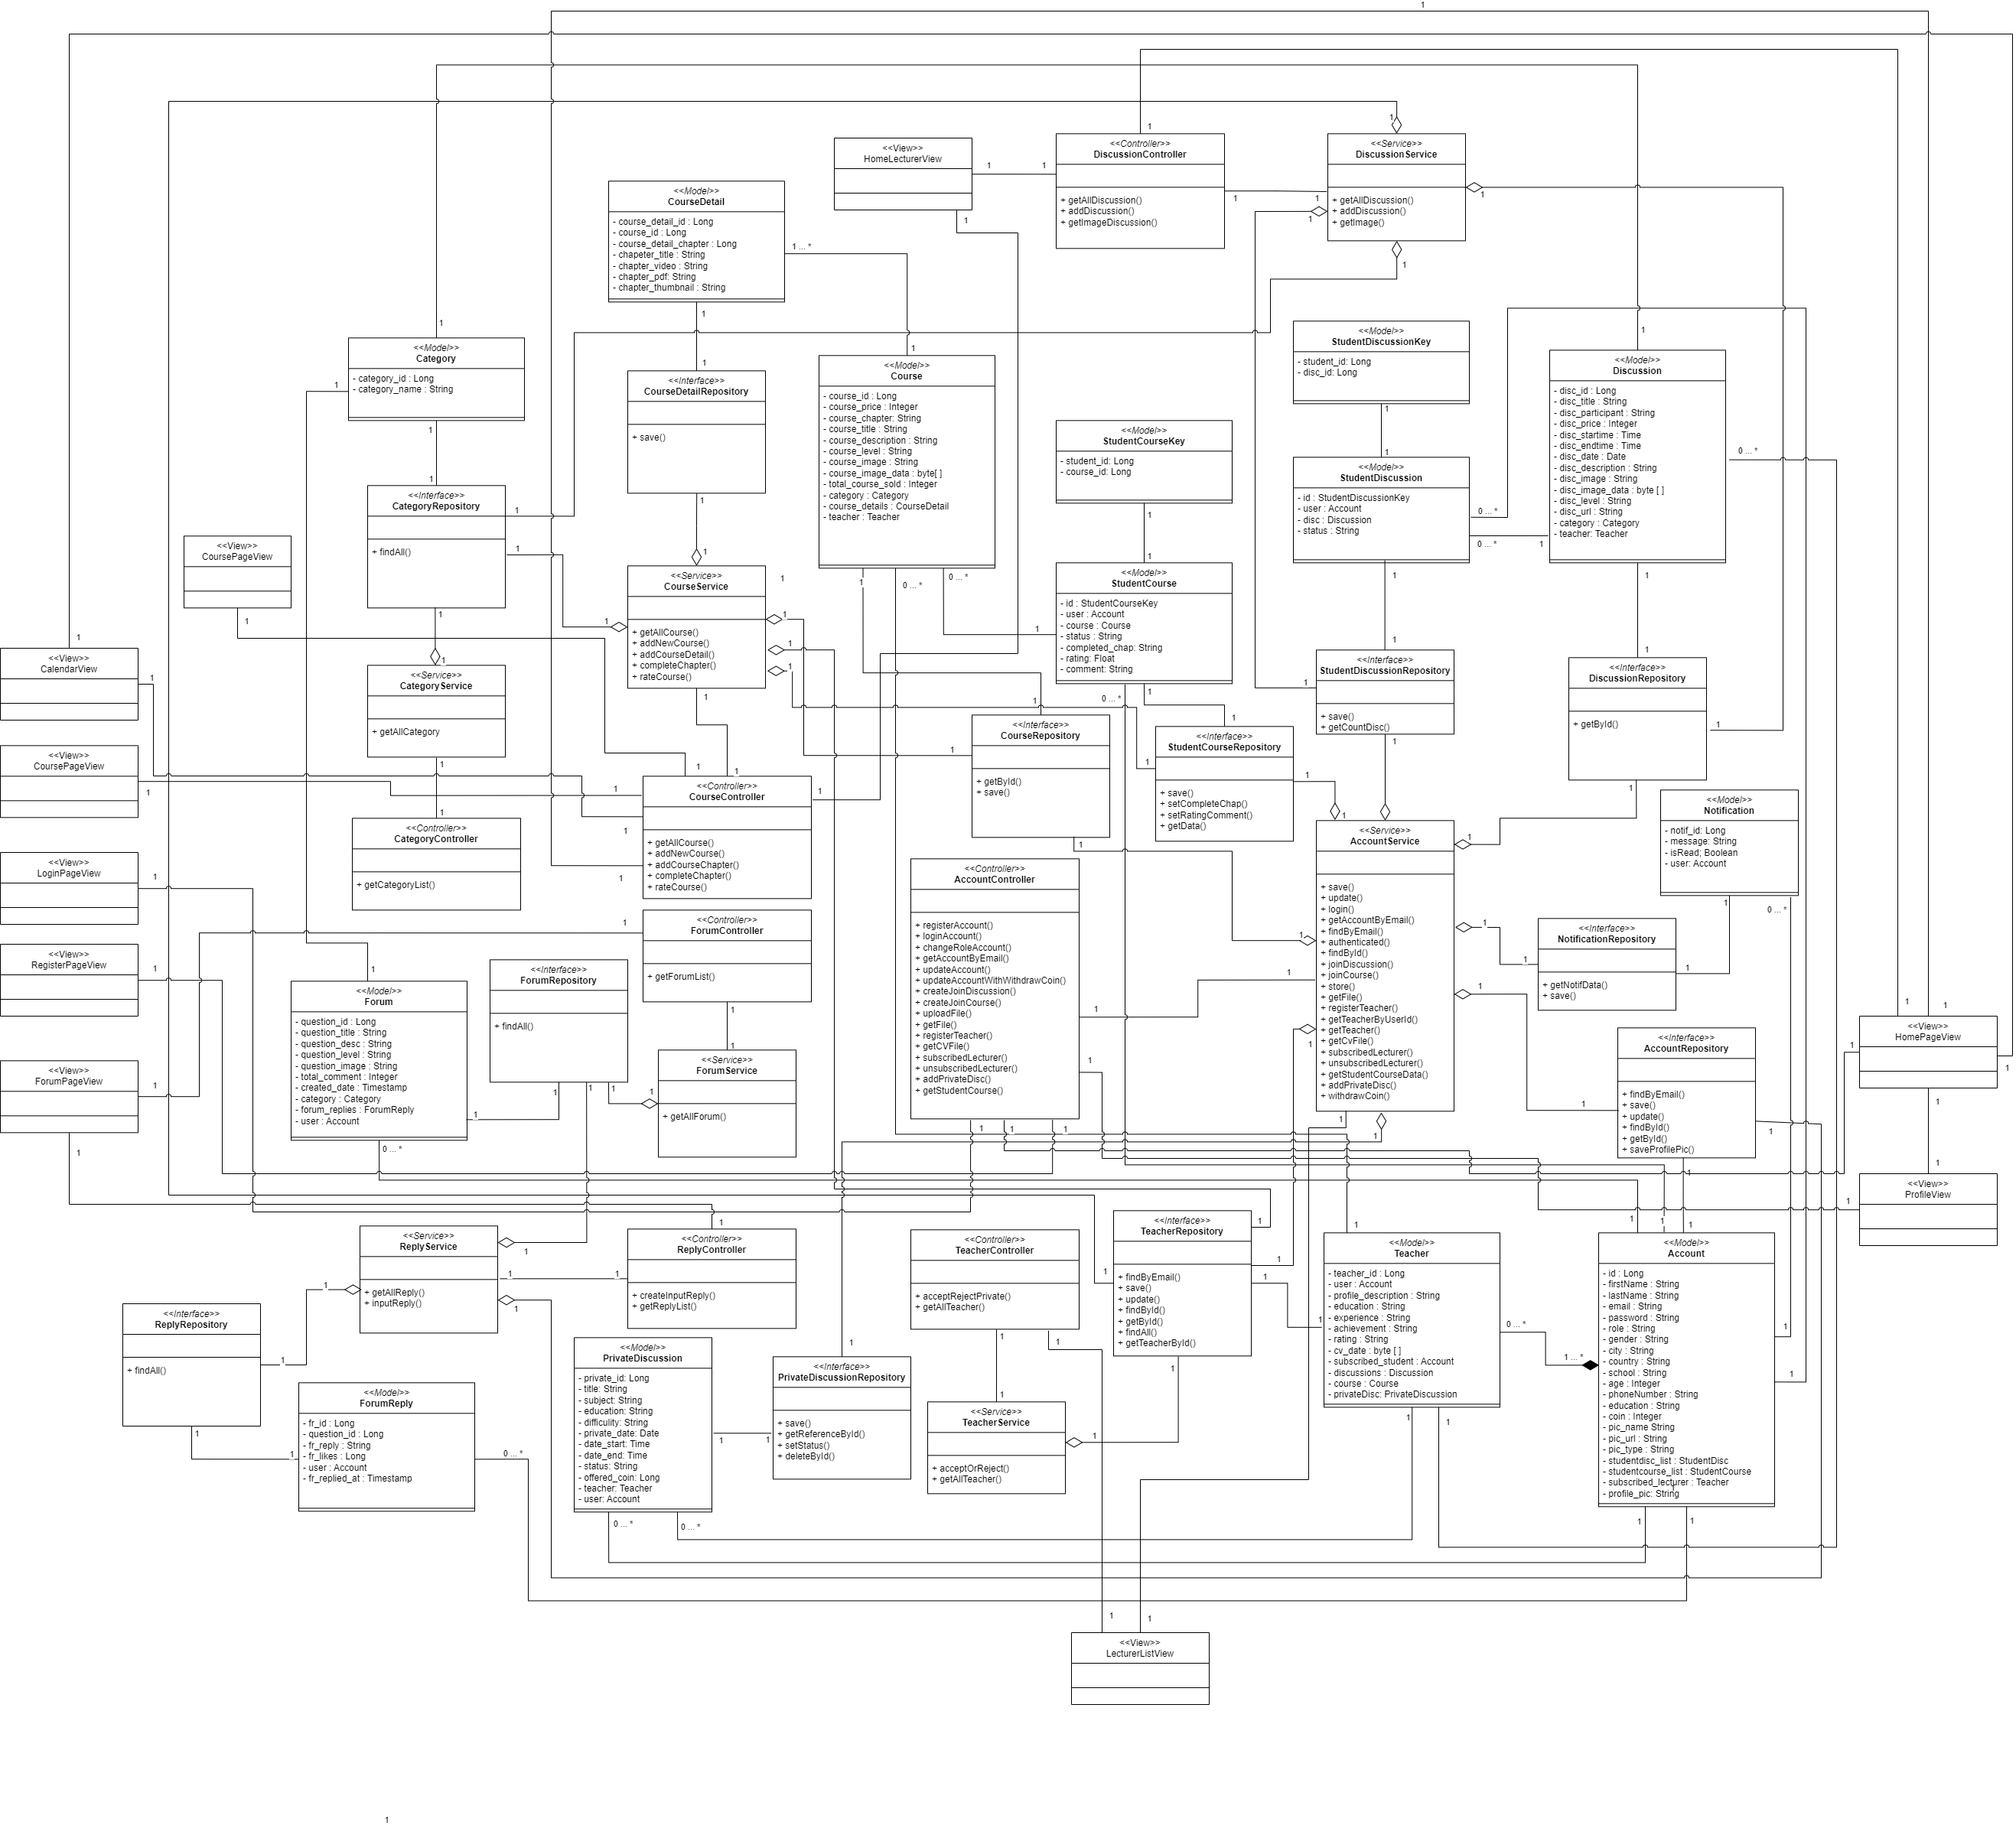 <<View>>
HomeLecturerView
<<Controller>>
DiscussionController
+ getAllDiscussion()
+ addDiscussion()
+ getImageDiscussion()
<<Service>>
DiscussionService
+ getAllDiscussion()
+ addDiscussion()
+ getImage()
<<Model>>
CourseDetail
- course_detail_id : Long
- course_id : Long
- course_detail_chapter : Long
- chapeter_title : String
- chapter_video : String
- chapter_pdf: String
- chapter_thumbnail : String
1 ... *
<<Model>>
Category
- category_id : Long
- category_name : String
<<Interface>>
CourseDetailRepository
+ save()
<<Model>>
Course
- course_id : Long
- course_price : Integer
- course_chapter: String
- course_title : String
- course_description : String
- course_level : String
- course_image : String
- course_image_data : byte[ ]
- total_course_sold : Integer
- category : Category
- course_details : CourseDetail
- teacher : Teacher
0 ... *
0 ... *
<<Model>>
StudentDiscussionKey
- student_id: Long
- disc_id: Long
<<Model>>
Discussion
- disc_id : Long
- disc_title : String
- disc_participant : String
- disc_price : Integer
- disc_startime : Time
- disc_endtime : Time
- disc_date : Date
- disc_description : String
- disc_image : String
- disc_image_data : byte [ ]
- disc_level : String
- disc_url : String
- category : Category
- teacher: Teacher
0 ... *
<<Model>>
StudentCourseKey
- student_id: Long
- course_id: Long
<<Model>>
StudentDiscussion
- id : StudentDiscussionKey
- user : Account
- disc : Discussion
- status : String
0 ... *
0 ... *
<<Interface>>
CategoryRepository
+ findAll()
<<View>>
CoursePageView
<<Service>>
CourseService
+ getAllCourse()
+ addNewCourse()
+ addCourseDetail()
+ completeChapter()
+ rateCourse()
<<Model>>
StudentCourse
- id : StudentCourseKey
- user : Account
- course : Course
- status : String
- completed_chap: String
- rating: Float
- comment: String
0 ... *
<<View>>
CalendarView
<<Service>>
CategoryService
+ getAllCategory
<<Interface>>
StudentDiscussionRepository
+ save()
+ getCountDisc()
<<Interface>>
DiscussionRepository
+ getById()
<<Interface>>
CourseRepository
+ getById()
+ save()
<<Interface>>
StudentCourseRepository
+ save()
+ setCompleteChap()
+ setRatingComment()
+ getData()
<<View>>
CoursePageView
<<Controller>>
CourseController
+ getAllCourse()
+ addNewCourse()
+ addCourseChapter()
+ completeChapter()
+ rateCourse()
<<Model>>
Notification
- notif_id: Long
- message: String
- isRead; Boolean
- user: Account
0 ... *
<<Controller>>
CategoryController
+ getCategoryList()
<<Service>>
AccountService
+ save()
+ update()
+ login()
+ getAccountByEmail()
+ findByEmail()
+ authenticated()
+ findById()
+ joinDiscussion()
+ joinCourse()
+ store()
+ getFile()
+ registerTeacher()
+ getTeacherByUserId()
+ getTeacher()
+ getCvFile()
+ subscribedLecturer()
+ unsubscribedLecturer()
+ getStudentCourseData()
+ addPrivateDisc()
+ withdrawCoin()
<<View>>
LoginPageView
<<Controller>>
AccountController
+ registerAccount()
+ loginAccount()
+ changeRoleAccount()
+ getAccountByEmail()
+ updateAccount()
+ updateAccountWithWithdrawCoin()
+ createJoinDiscussion()
+ createJoinCourse()
+ uploadFile()
+ getFile()
+ registerTeacher()
+ getCVFile()
+ subscribedLecturer()
+ unsubscribedLecturer()
+ addPrivateDisc()
+ getStudentCourse()
<<Controller>>
ForumController
+ getForumList()
<<Interface>>
NotificationRepository
+ getNotifData()
+ save()
<<View>>
RegisterPageView
<<Interface>>
ForumRepository
+ findAll()
<<Model>>
Forum
- question_id : Long
- question_title : String
- question_desc : String
- question_level : String
- question_image : String
- total_comment : Integer
- created_date : Timestamp
- category : Category
- forum_replies : ForumReply
- user : Account
0 ... *
<<View>>
HomePageView
<<Interface>>
AccountRepository
+ findByEmail()
+ save()
+ update()
+ findById()
+ getById()
+ saveProfilePic()
<<Service>>
ForumService
+ getAllForum()
<<View>>
ForumPageView
<<View>>
ProfileView
<<Interface>>
TeacherRepository
+ findByEmail()
+ save()
+ update()
+ findById()
+ getById()
+ findAll()
+ getTeacherById()
<<Service>>
ReplyService
+ getAllReply()
+ inputReply()
<<Controller>>
ReplyController
+ createInputReply()
+ getReplyList()
<<Controller>>
TeacherController
+ acceptRejectPrivate()
+ getAllTeacher()
<<Model>>
Teacher
- teacher_id : Long
- user : Account
- profile_description : String
- education : String
- experience : String
- achievement : String
- rating : String
- cv_date : byte [ ]
- subscribed_student : Account
- discussions : Discussion
- course : Course
- privateDisc: PrivateDiscussion
0 ... *
1 ... *
<<Model>>
Account
- id : Long
- firstName : String
- lastName : String
- email : String
- password : String
- role : String
- gender : String
- city : String
- country : String
- school : String
- age : Integer
- phoneNumber : String
- education : String
- coin : Integer
- pic_name String
- pic_url : String
- pic_type : String
- studentdisc_list : StudentDisc
- studentcourse_list : StudentCourse
- subscribed_lecturer : Teacher
- profile_pic: String
<<Interface>>
ReplyRepository
+ findAll()
<<Model>>
PrivateDiscussion
- private_id: Long
- title: String
- subject: String
- education: String
- difficulity: String
- private_date: Date
- date_start: Time
- date_end: Time
- status: String
- offered_coin: Long
- teacher: Teacher
- user: Account
0 ... *
0 ... *
<<Interface>>
PrivateDiscussionRepository
+ save()
+ getReferenceById()
+ setStatus()
+ deleteById()
<<Model>>
ForumReply
- fr_id : Long
- question_id : Long
- fr_reply : String
- fr_likes : Long
- user : Account
- fr_replied_at : Timestamp
0 ... *
<<Service>>
TeacherService
+ acceptOrReject()
+ getAllTeacher()
<<View>>
LecturerListView
1